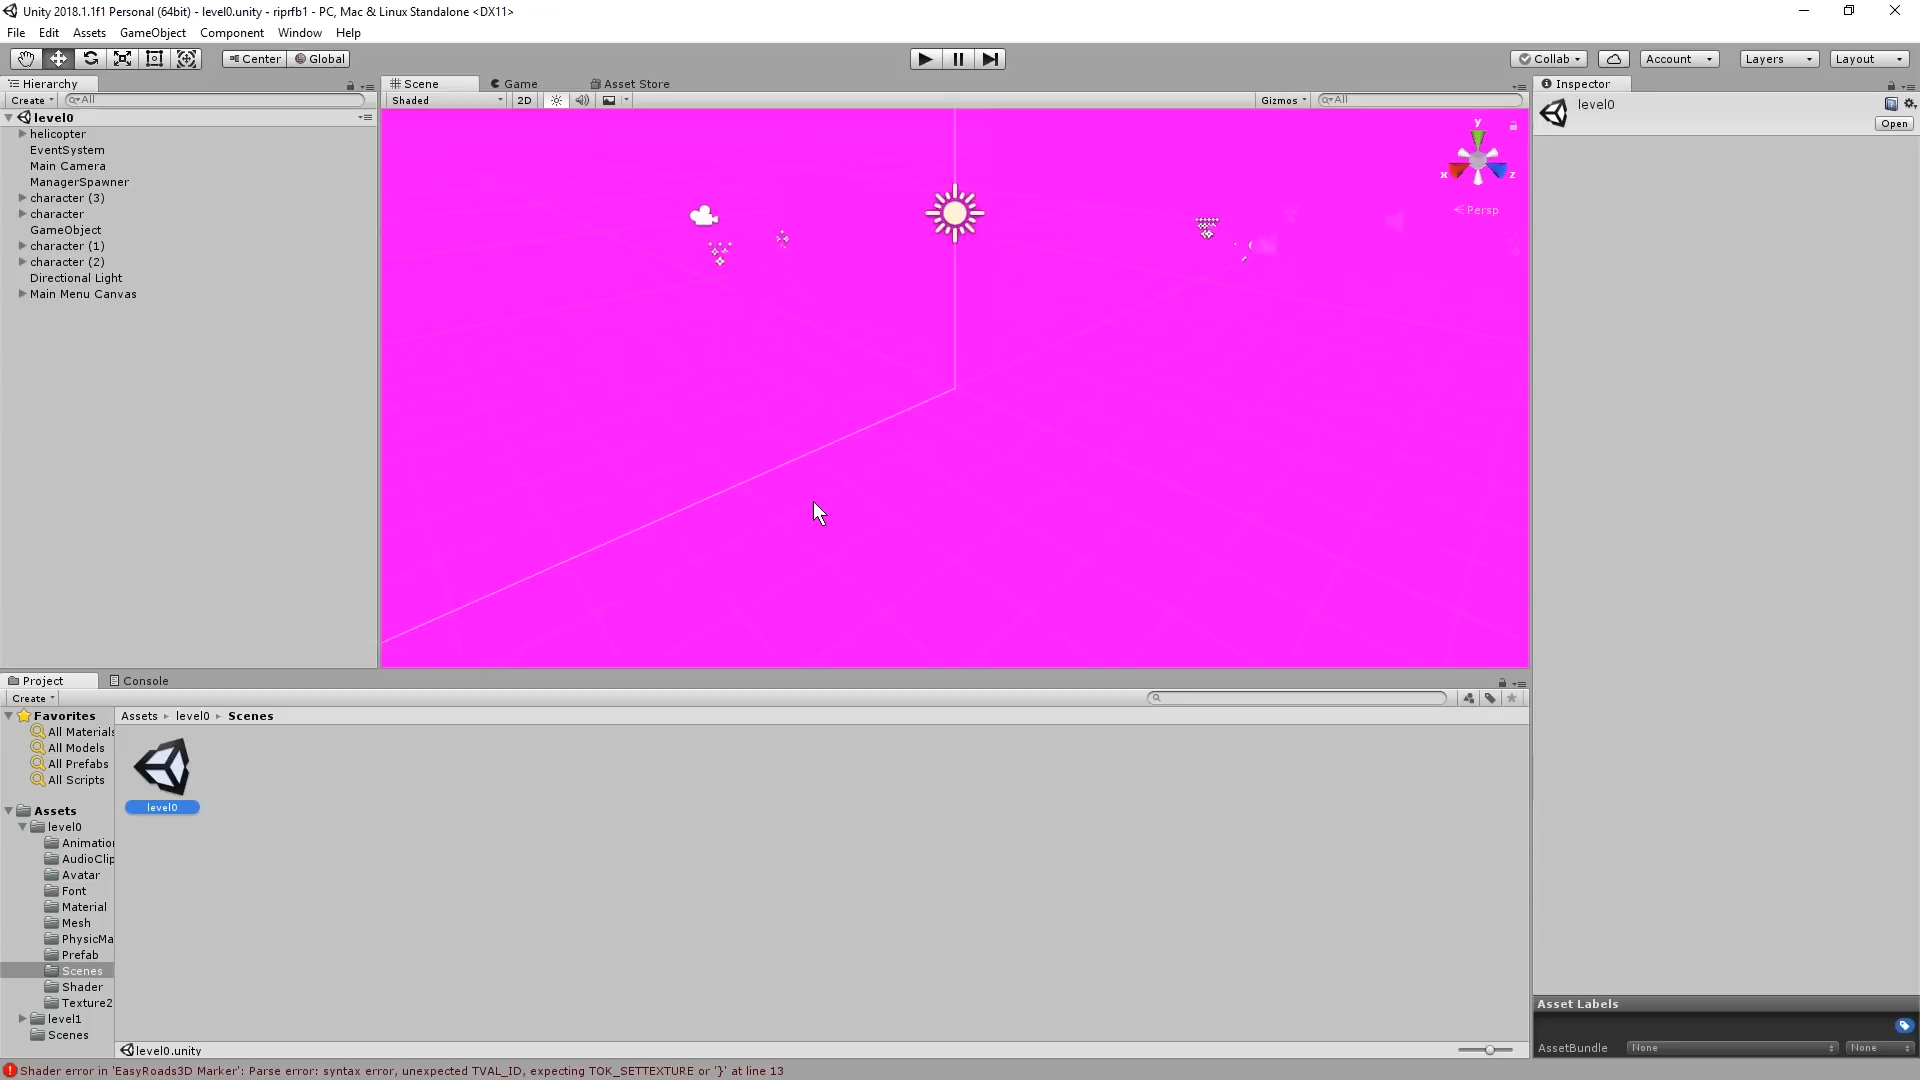 Unity 2018.1.1f1 Personal (64bit) - level0.unity - riprfb1 - PC, Mac & Linux Standalone <DX11>
File Edit Assets GameObject Component Window Help
Center Global Collab Account Layers Layout
Hierarchy Scene Game Asset Store Inspector
Create All Shaded 2D Gizmos All level0
Open
level0
helicopter
EventSystem
Main Camera
ManagerSpawner
character (3)
character
GameObject
character (1)
character (2)
Directional Light
Main Menu Canvas
y
x z
Persp
Project Console
Create
Favorites Assets level0 Scenes
All Materials
All Models
All Prefabs
All Scripts
level0
Assets
level0
Animation
AudioClip
Avatar
Font
Material
Mesh
PhysicMa
Prefab
Scenes
Shader
Texture2
level1
Scenes
level0.unity
Asset Labels
AssetBundle None None
Shader error in 'EasyRoads3D Marker': Parse error: syntax error, unexpected TVAL_ID, expecting TOK_SETTEXTURE or '}' at line 13